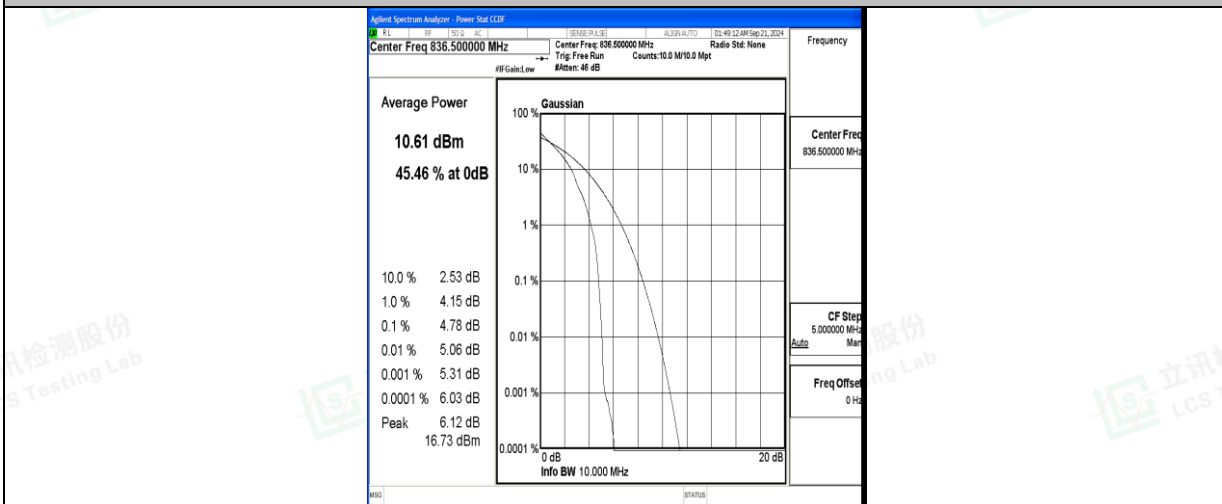 Agilent Spectrum Analyzer - Power Stat CCDF
RL RF 50 Ω AC SENSE:PULSE ALIGN AUTO 01:49:12 AM Sep 21, 2024
Center Freq 836.500000 MHz
Center Freq: 836.500000 MHz Radio Std: None
Trig: Free Run Counts:10.0 M/10.0 Mpt
#IFGain:Low #Atten: 46 dB
Frequency
Average Power
10.61 dBm
45.46 % at 0dB
10.0 % 2.53 dB
1.0 % 4.15 dB
0.1 % 4.78 dB
0.01 % 5.06 dB
0.001 % 5.31 dB
0.0001 % 6.03 dB
Peak 6.12 dB
16.73 dBm
Gaussian
100 %
10 %
1 %
0.1 %
0.01 %
0.001 %
0.0001 %
0 dB 20 dB
Info BW 10.000 MHz
Center Freq
836.500000 MHz
CF Step
5.000000 MHz
Auto Man
Freq Offset
0 Hz
MSG STATUS
讯检测股份
CS Testing Lab
股份
ng Lab
立讯
LCS T